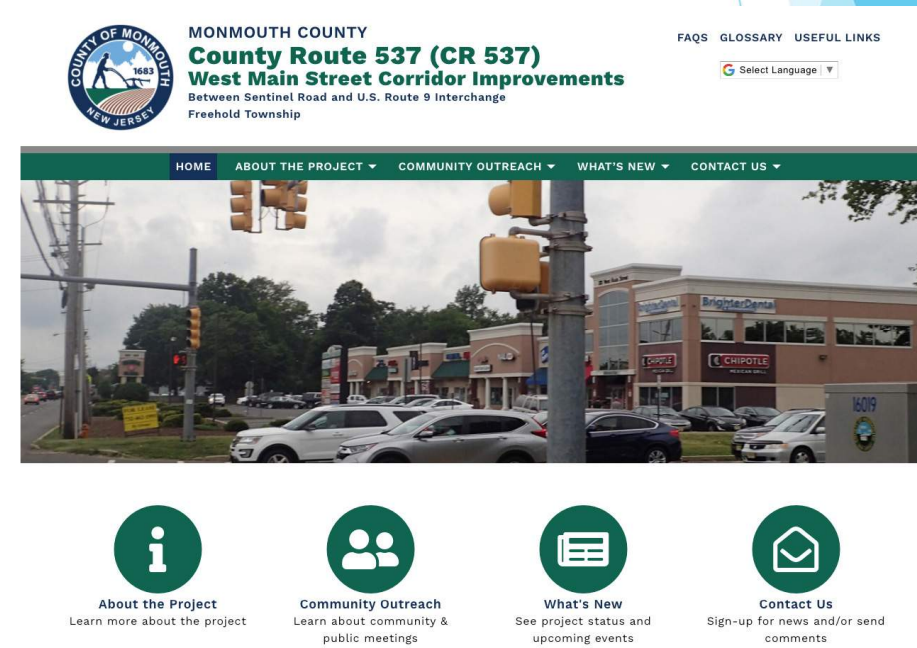 COUNTY OF MONMOUTH
1683
NEW JERSEY
MONMOUTH COUNTY
County Route 537 (CR 537)
West Main Street Corridor Improvements
Between Sentinel Road and U.S. Route 9 Interchange
Freehold Township
FAQS GLOSSARY USEFUL LINKS
G Select Language ▼
HOME ABOUT THE PROJECT COMMUNITY OUTREACH WHAT'S NEW CONTACT US
BrighterDental BrighterDental
CHIPOTLE CHIPOTLE
MEXICAN GRILL
16019
About the Project
Learn more about the project
Community Outreach
Learn about community &
public meetings
What's New
See project status and
upcoming events
Contact Us
Sign-up for news and/or send
comments